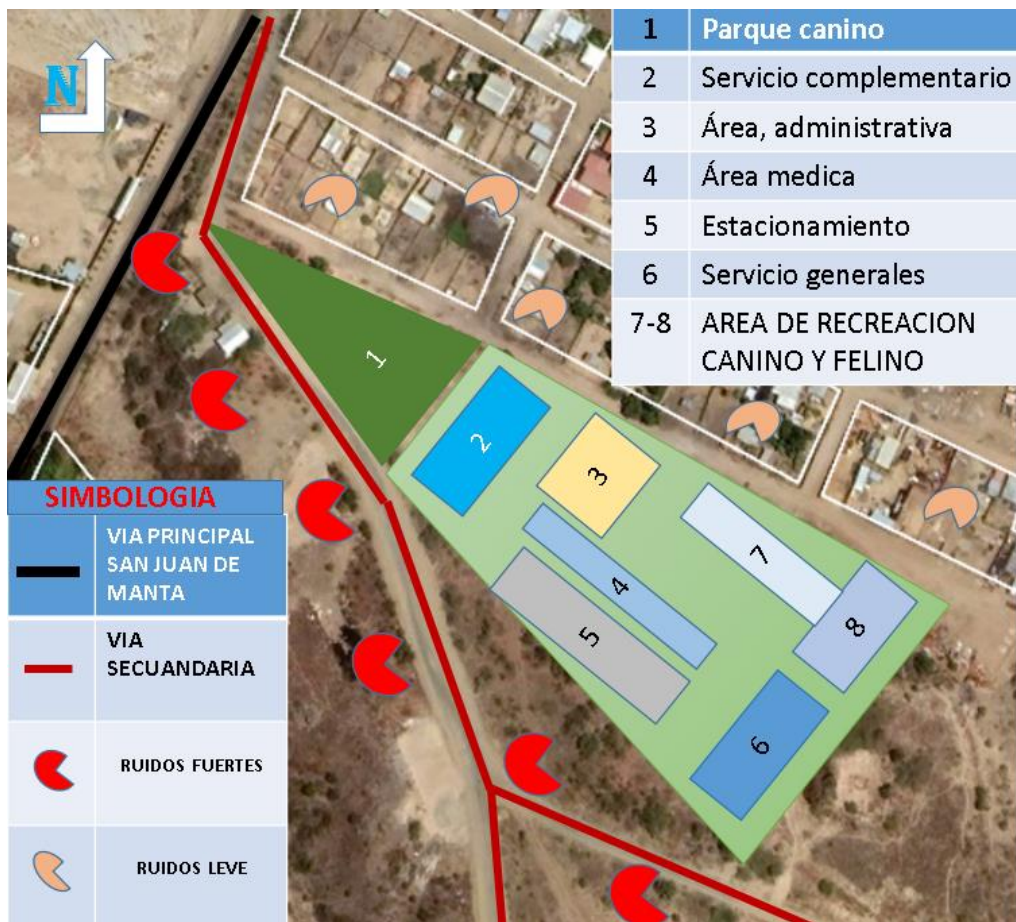 N
1 Parque canino
2 Servicio complementario
3 Área, administrativa
4 Área medica
5 Estacionamiento
6 Servicio generales
7-8 AREA DE RECREACION
CANINO Y FELINO
1
2
3
4
5
6
7
8
SIMBOLOGIA
VIA PRINCIPAL
SAN JUAN DE
MANTA
VIA
SECUANDARIA
RUIDOS FUERTES
RUIDOS LEVE